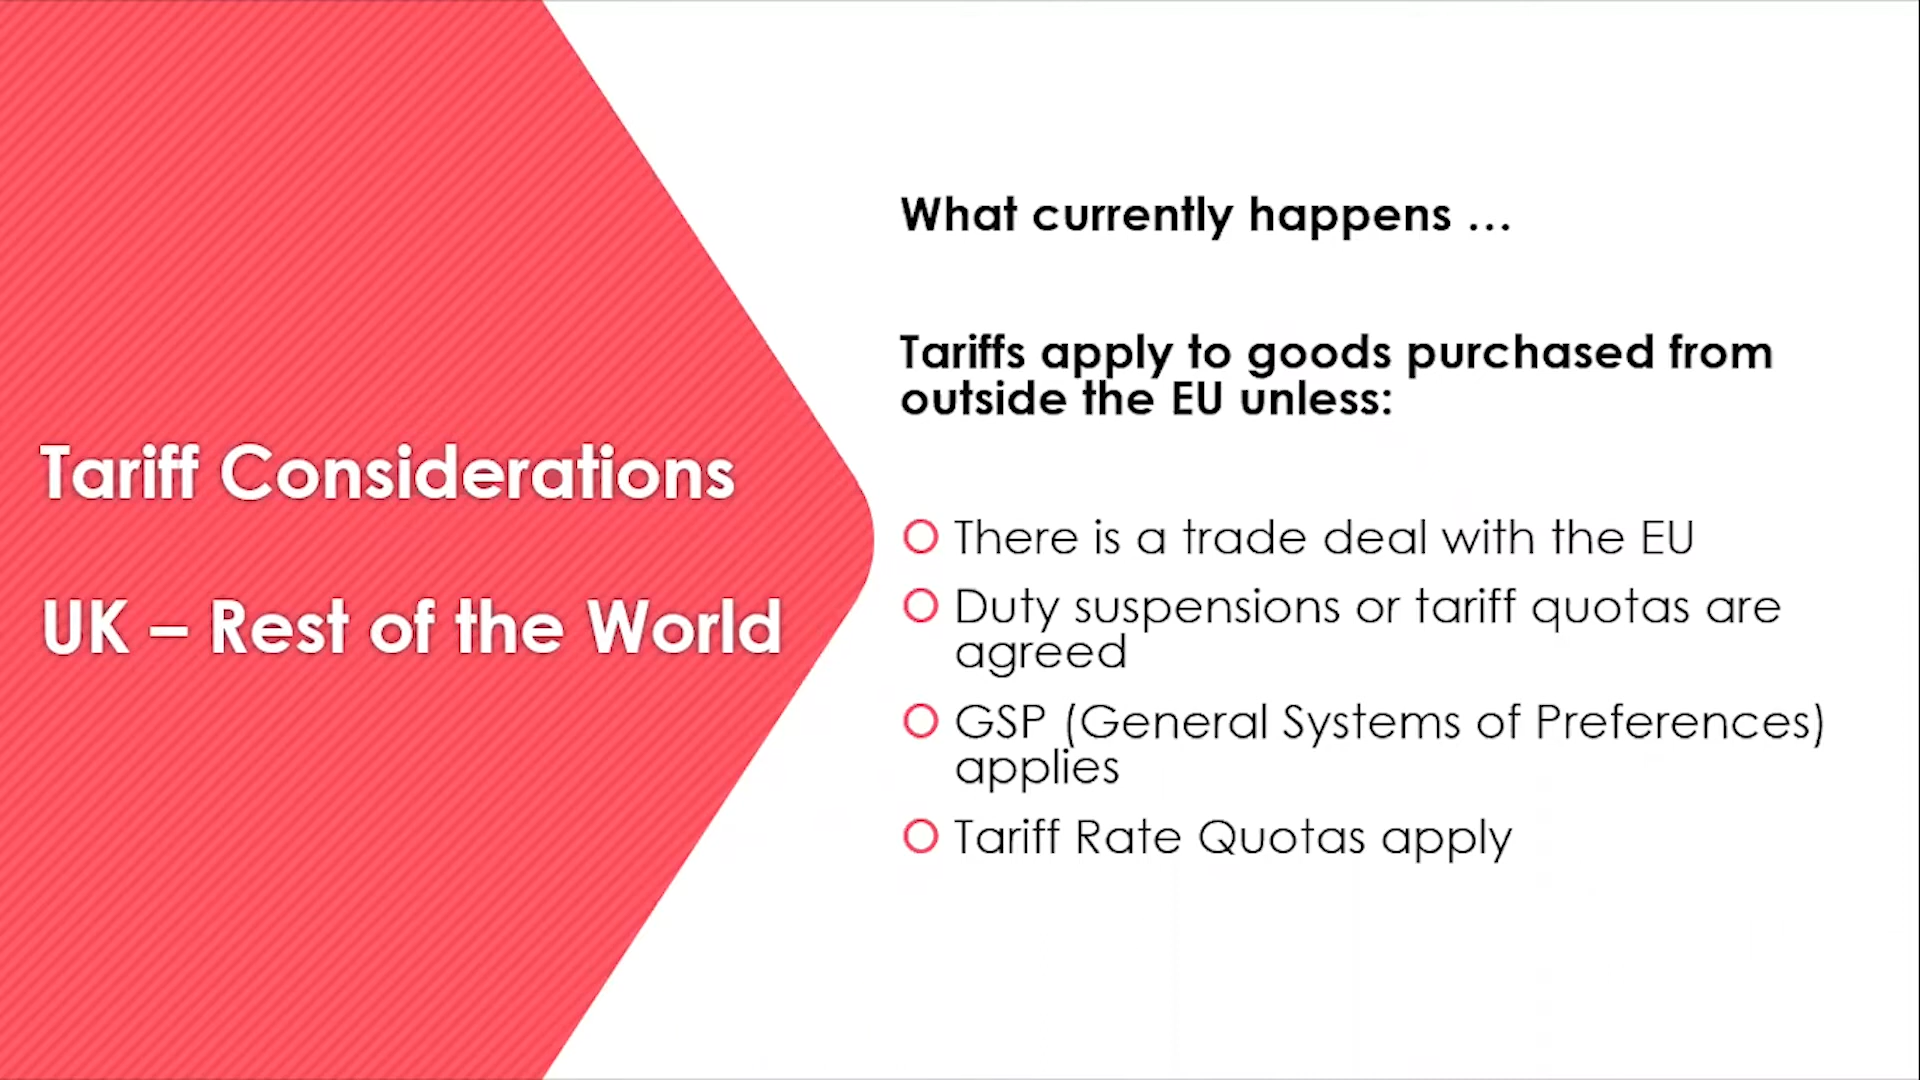 Tariff Considerations
UK – Rest of the World
What currently happens …
Tariffs apply to goods purchased from
outside the EU unless:
There is a trade deal with the EU
Duty suspensions or tariff quotas are
agreed
GSP (General Systems of Preferences)
applies
Tariff Rate Quotas apply